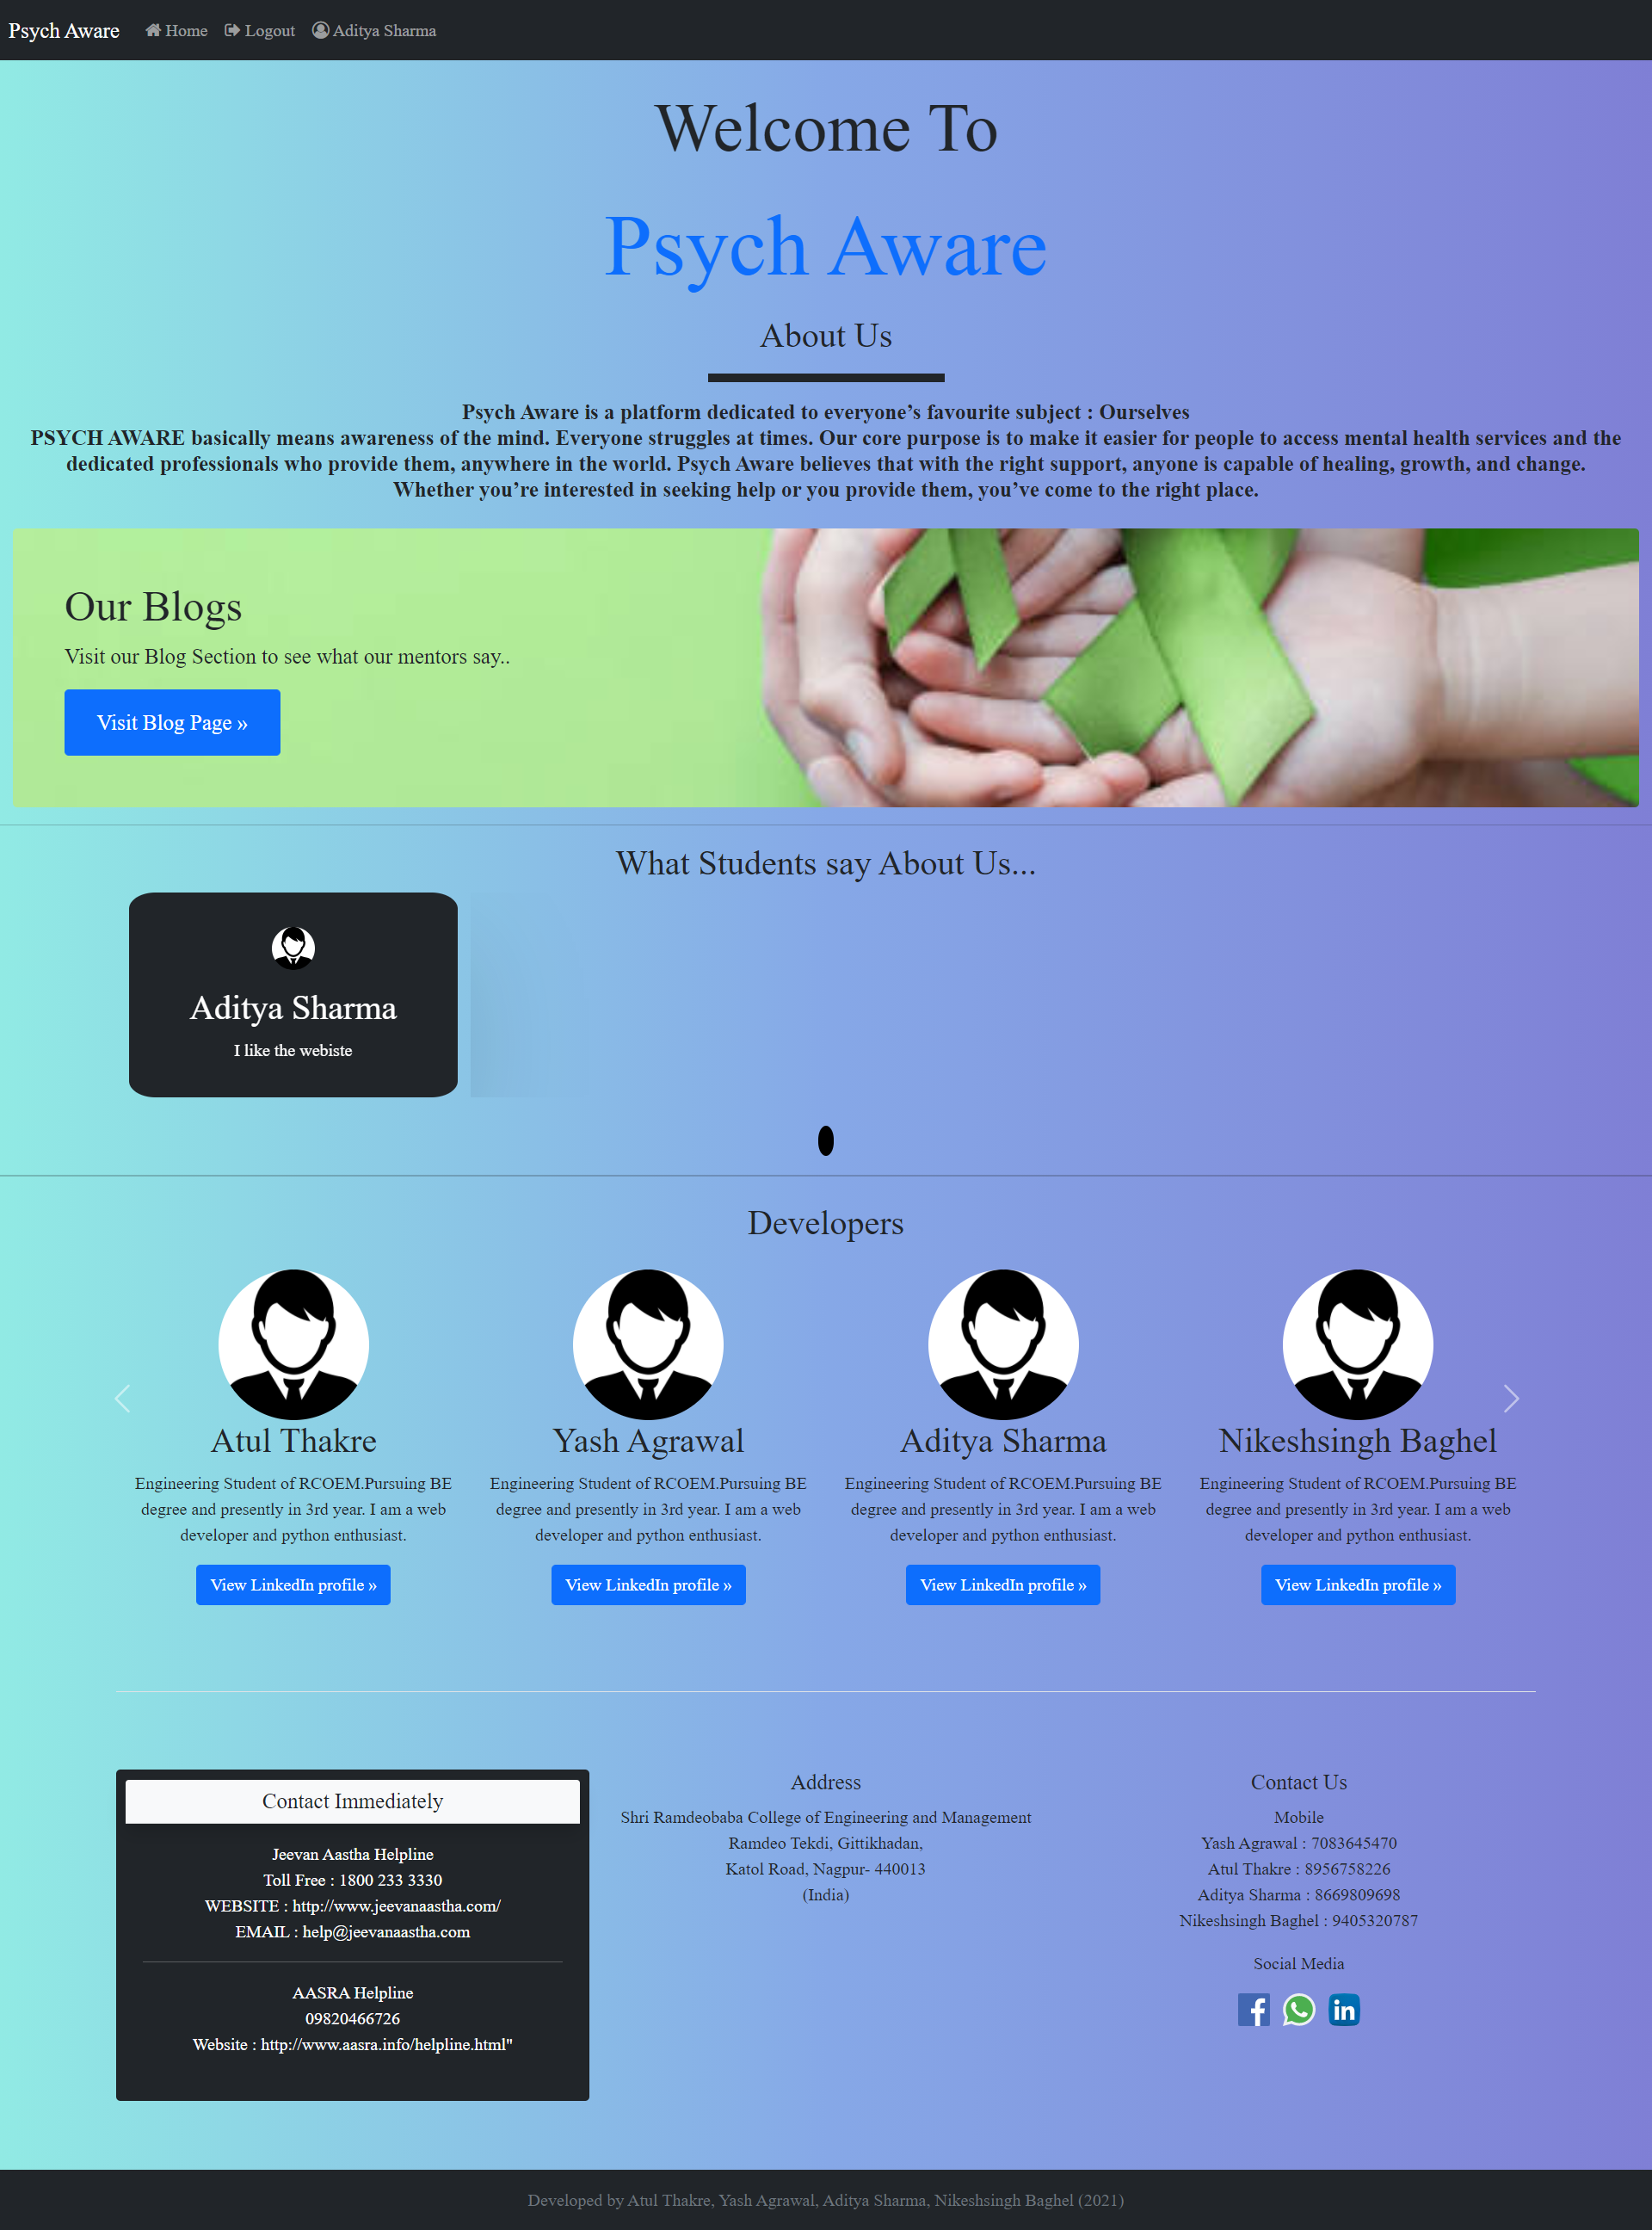 Psych Aware Home Logout Aditya Sharma
Welcome To
Psych Aware
About Us
Psych Aware is a platform dedicated to everyone’s favourite subject : Ourselves
PSYCH AWARE basically means awareness of the mind. Everyone struggles at times. Our core purpose is to make it easier for people to access mental health services and the
dedicated professionals who provide them, anywhere in the world. Psych Aware believes that with the right support, anyone is capable of healing, growth, and change.
Whether you’re interested in seeking help or you provide them, you’ve come to the right place.
Our Blogs
Visit our Blog Section to see what our mentors say..
Visit Blog Page »
What Students say About Us...
Aditya Sharma
I like the webiste
Developers
Atul Thakre
Engineering Student of RCOEM.Pursuing BE
degree and presently in 3rd year. I am a web
developer and python enthusiast.
View LinkedIn profile »
Yash Agrawal
Engineering Student of RCOEM.Pursuing BE
degree and presently in 3rd year. I am a web
developer and python enthusiast.
View LinkedIn profile »
Aditya Sharma
Engineering Student of RCOEM.Pursuing BE
degree and presently in 3rd year. I am a web
developer and python enthusiast.
View LinkedIn profile »
Nikeshsingh Baghel
Engineering Student of RCOEM.Pursuing BE
degree and presently in 3rd year. I am a web
developer and python enthusiast.
View LinkedIn profile »
Contact Immediately
Jeevan Aastha Helpline
Toll Free : 1800 233 3330
WEBSITE : http://www.jeevanaastha.com/
EMAIL : help@jeevanaastha.com
AASRA Helpline
09820466726
Website : http://www.aasra.info/helpline.html"
Address
Shri Ramdeobaba College of Engineering and Management
Ramdeo Tekdi, Gittikhadan,
Katol Road, Nagpur- 440013
(India)
Contact Us
Mobile
Yash Agrawal : 7083645470
Atul Thakre : 8956758226
Aditya Sharma : 8669809698
Nikeshsingh Baghel : 9405320787
Social Media
Developed by Atul Thakre, Yash Agrawal, Aditya Sharma, Nikeshsingh Baghel (2021)